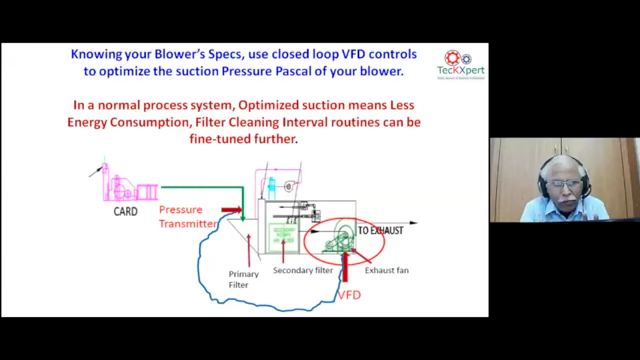 Knowing your Blower's Specs, use closed loop VFD controls
to optimize the suction Pressure Pascal of your blower.
TecKXpert
In a normal process system, Optimized suction means Less
Energy Consumption, Filter Cleaning Interval routines can be
fine-tuned further.
CARD
Pressure
Transmitter
TO EXHAUST
Primary
Filter
Secondary filter
Exhaust fan
VFD